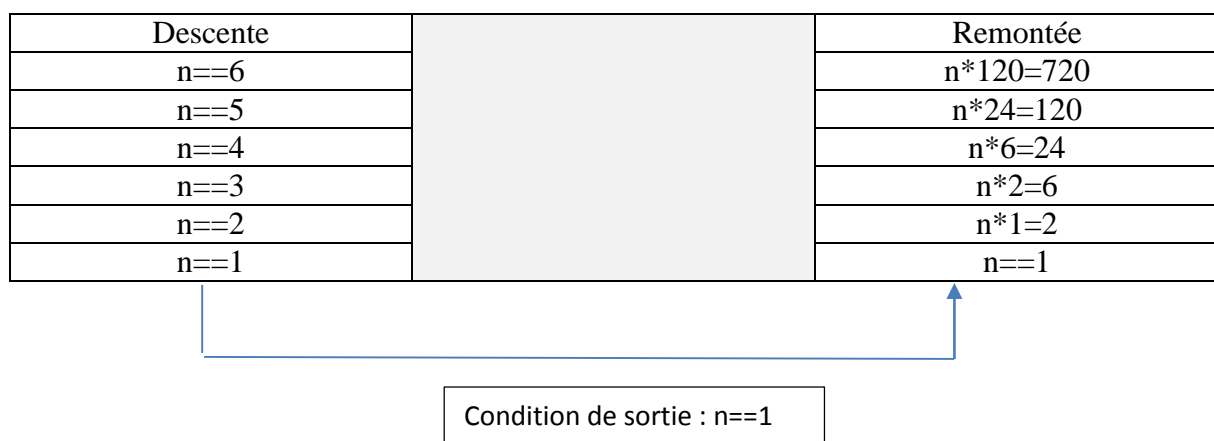 Descente Remontée
n==6 n*120=720
n==5 n*24=120
n==4 n*6=24
n==3 n*2=6
n==2 n*1=2
n==1 n==1
Condition de sortie : n==1